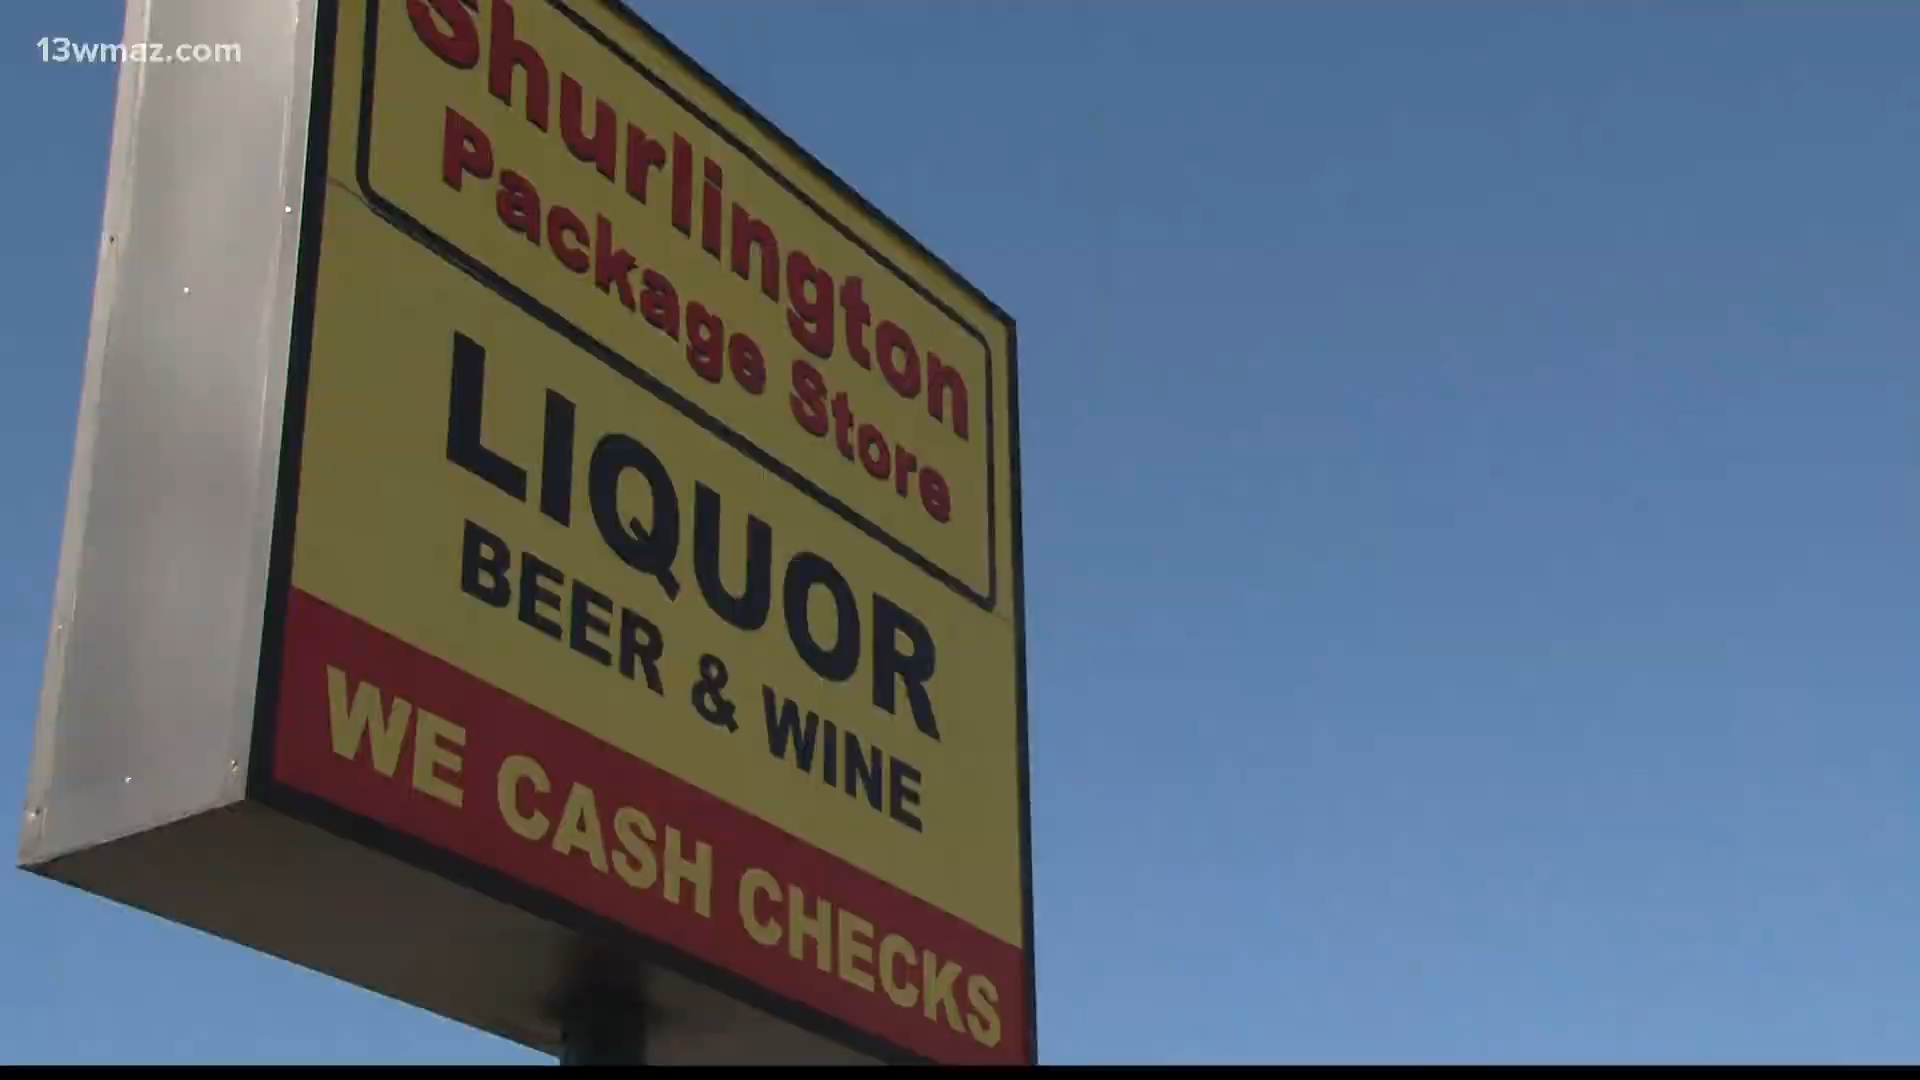 13wmaz.com
Shurlington
Package Store
LIQUOR
BEER & WINE
WE CASH CHECKS